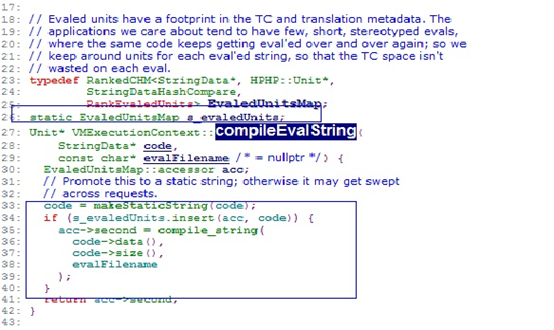 17:
18: // Evaled units have a footprint in the TC and translation metadata. The
19: // applications we care about tend to have few, short, stereotyped evals,
20: // where the same code keeps getting eval'ed over and over again; so we
21: // keep around units for each eval'ed string, so that the TC space isn't
22: // wasted on each eval.
23: typedef RankedCHM<StringData*, HPHP::Unit*,
24: StringDataHashCompare,
25: RankEvaledUnits> EvaledUnitsMap;
26: static EvaledUnitsMap s_evaledUnits;
27: Unit* VMExecutionContext::compileEvalString(
28: StringData* code,
29: const char* evalFilename /* = nullptr */) {
30: EvaledUnitsMap::accessor acc;
31: // Promote this to a static string; otherwise it may get swept
32: // across requests.
33: code = makeStaticString(code);
34: if (s_evaledUnits.insert(acc, code)) {
35: acc->second = compile_string(
36: code->data(),
37: code->size(),
38: evalFilename
39: );
40: }
41: return acc->second;
42: }
43: